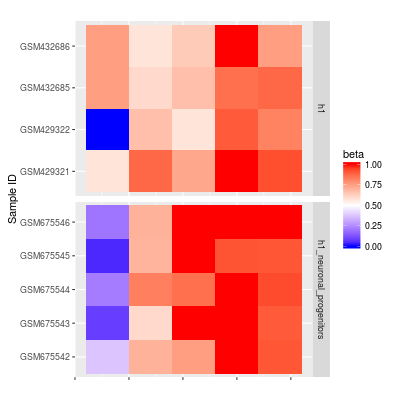 GSM432686
GSM432685
GSM429322
GSM429321
h1
GSM675546
GSM675545
GSM675544
GSM675543
GSM675542
h1_neuronal_progenitors
Sample ID
beta
1.00
0.75
0.50
0.25
0.00